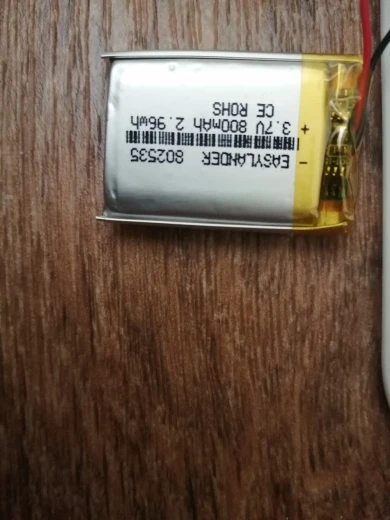 EASYLANDER 802535
3.7V 800mAh 2.96wh
CE ROHS
+
-